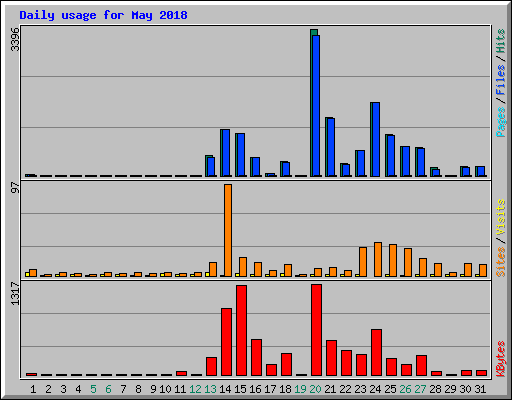 Daily usage for May 2018
3396
Pages / Files / Hits
97
Sites / Visits
1317
KBytes
1 2 3 4 5 6 7 8 9 10 11 12 13 14 15 16 17 18 19 20 21 22 23 24 25 26 27 28 29 30 31